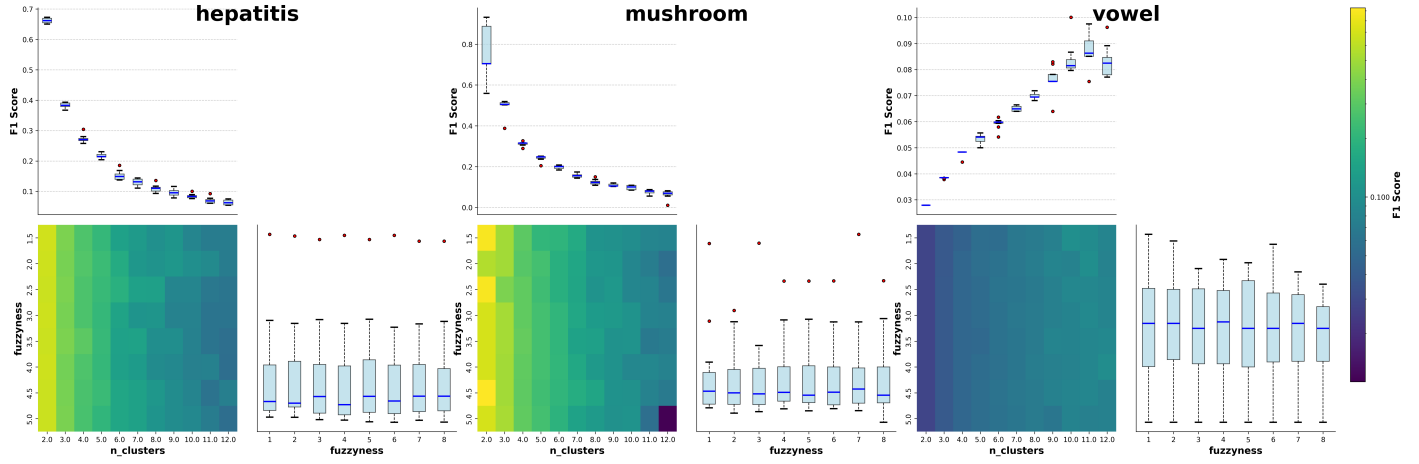 hepatitis
mushroom
vowel
F1 Score
0.7
0.6
0.5
0.4
0.3
0.2
0.1
F1 Score
0.8
0.6
0.4
0.2
0.0
F1 Score
0.10
0.09
0.08
0.07
0.06
0.05
0.04
0.03
fuzzyness
1.5
2.0
2.5
3.0
3.5
4.0
4.5
5.0
2.0 3.0 4.0 5.0 6.0 7.0 8.0 9.0 10.0 11.0 12.0
n_clusters
1 2 3 4 5 6 7 8
fuzzyness
fuzzyness
1.5
2.0
2.5
3.0
3.5
4.0
4.5
5.0
2.0 3.0 4.0 5.0 6.0 7.0 8.0 9.0 10.0 11.0 12.0
n_clusters
1 2 3 4 5 6 7 8
fuzzyness
fuzzyness
1.5
2.0
2.5
3.0
3.5
4.0
4.5
5.0
2.0 3.0 4.0 5.0 6.0 7.0 8.0 9.0 10.0 11.0 12.0
n_clusters
1 2 3 4 5 6 7 8
fuzzyness
0.100
F1 Score